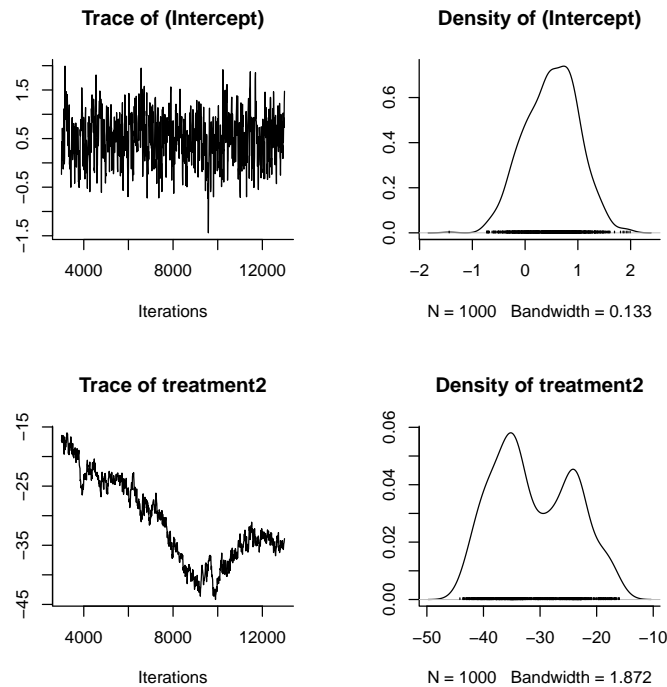 Trace of (Intercept)
−1.5 −0.5 0.5 1.5
4000 8000 12000
Iterations
Density of (Intercept)
0.0 0.2 0.4 0.6
−2 −1 0 1 2
N = 1000 Bandwidth = 0.133
Trace of treatment2
−45 −35 −25 −15
4000 8000 12000
Iterations
Density of treatment2
0.00 0.02 0.04 0.06
−50 −40 −30 −20 −10
N = 1000 Bandwidth = 1.872